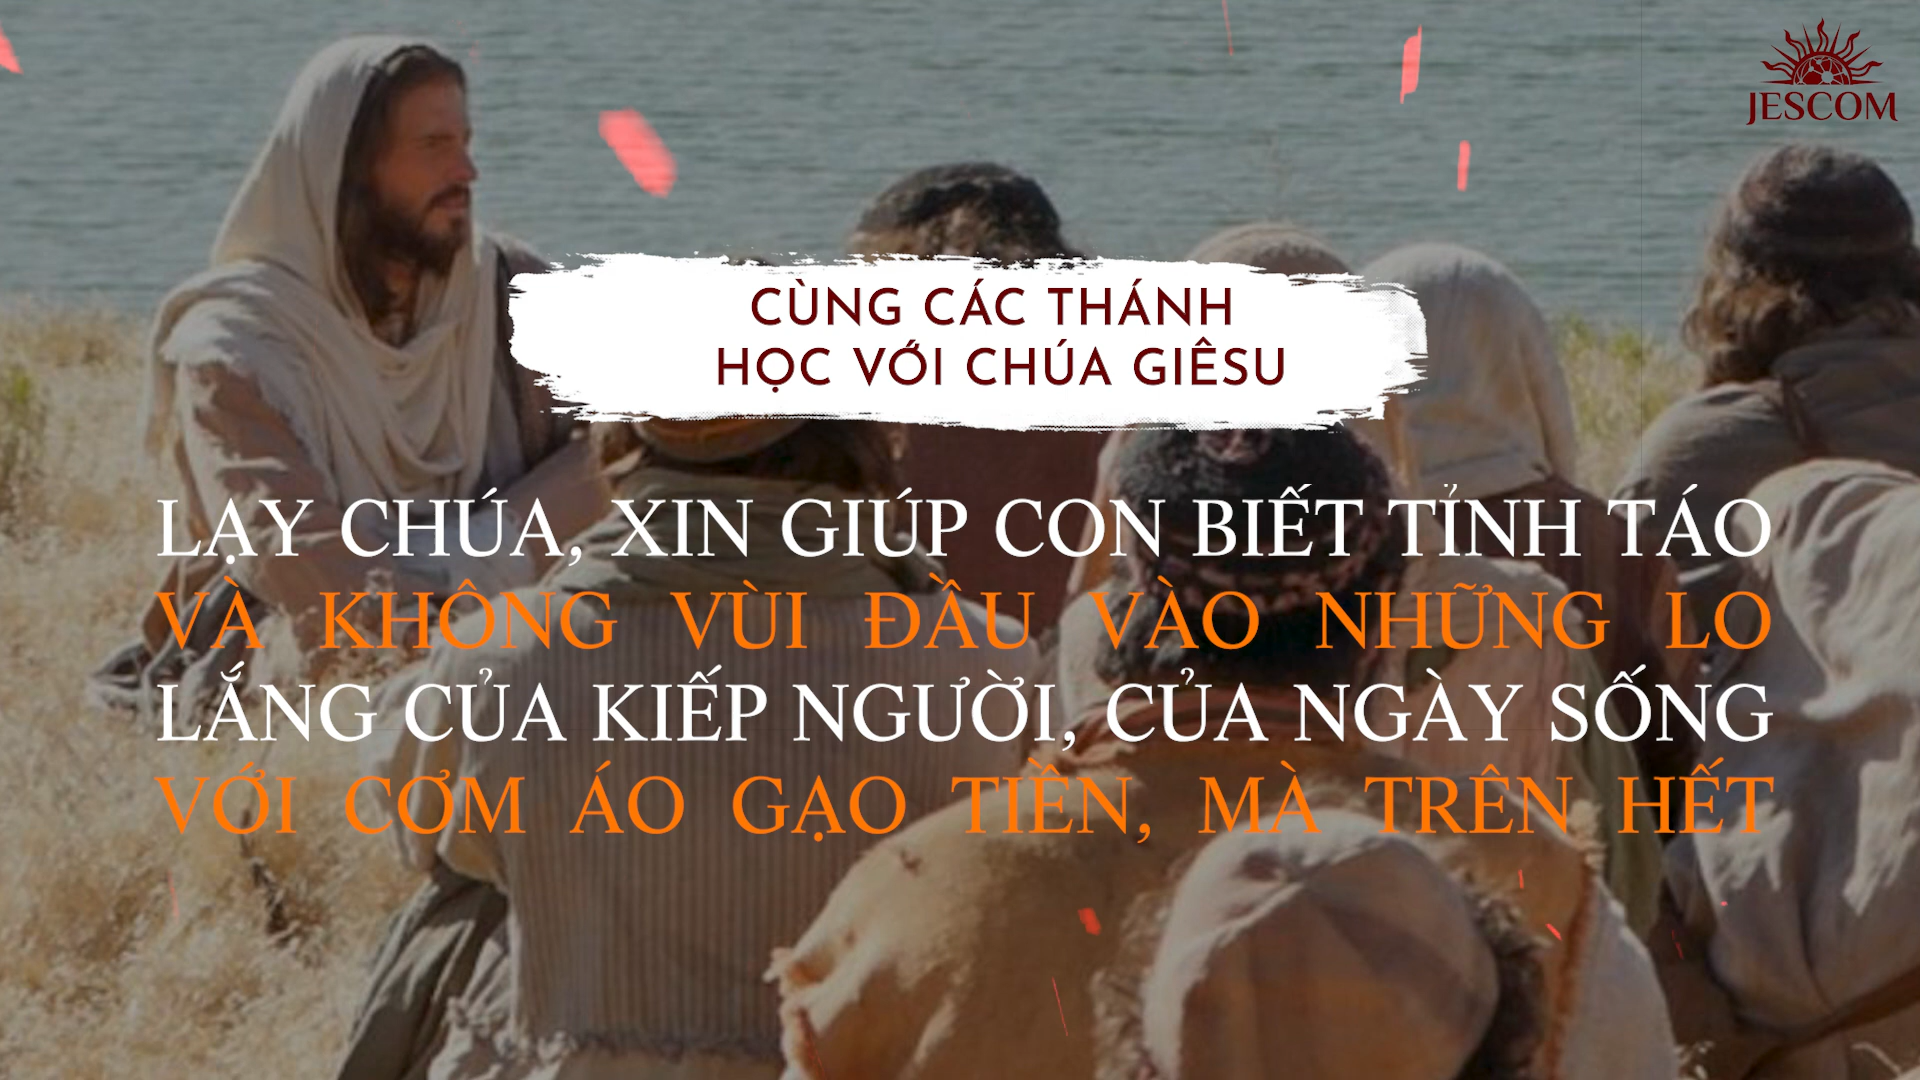 JESCOM
CÙNG CÁC THÁNH
HỌC VỚI CHÚA GIÊSU
LẠY CHÚA, XIN GIÚP CON BIẾT TỈNH TÁO
VÀ KHÔNG VÙI ĐẦU VÀO NHỮNG LO
LẮNG CỦA KIẾP NGƯỜI, CỦA NGÀY SỐNG
VỚI CƠM ÁO GẠO TIỀN, MÀ TRÊN HẾT